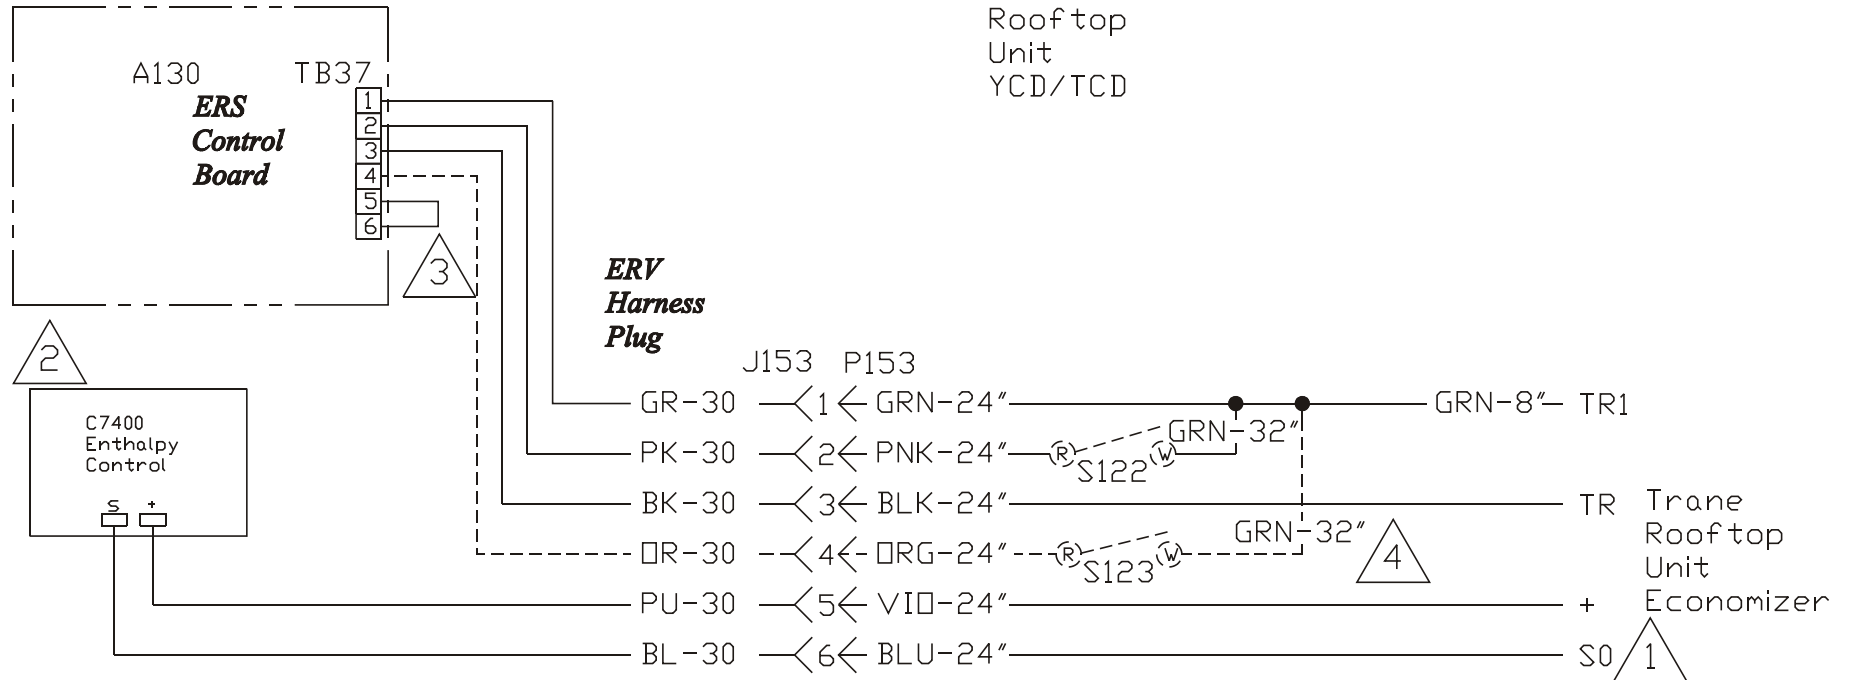 Rooftop
Unit
YCD/TCD
A130
TB37
ERS
Control
Board
1
2
3
4
5
6
3
ERV
Harness
Plug
2
C7400
Enthalpy
Control
S +
J153 P153
GR-30 1 GRN-24" GRN-8" TR1
GRN-32"
PK-30 2 PNK-24" R W
S122
BK-30 3 BLK-24" TR
GRN-32"
OR-30 4 ORG-24" R W
S123
4
PU-30 5 VIO-24" +
BL-30 6 BLU-24" SO
Trane
Rooftop
Unit
Economizer
1